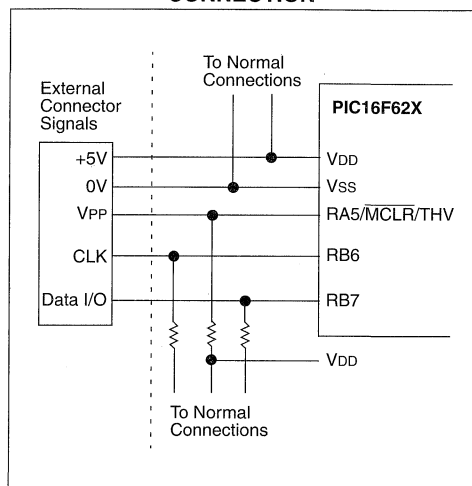 CONNECTION
To Normal
Connections
External
Connector
Signals
PIC16F62X
+5V
VDD
0V
VSS
VPP
RA5/MCLR/THV
CLK
RB6
Data I/O
RB7
VDD
To Normal
Connections